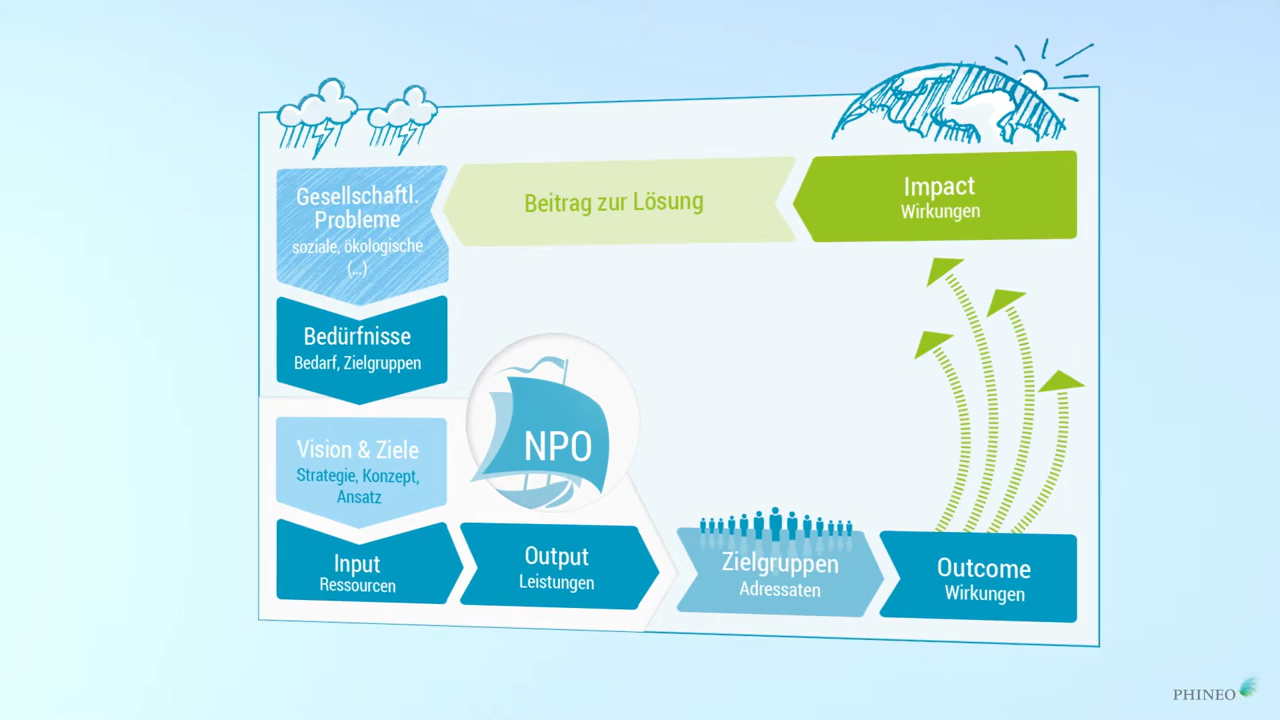 Gesellschaftl.
Probleme
soziale, ökologische
(...)
Beitrag zur Lösung
Impact
Wirkungen
Bedürfnisse
Bedarf, Zielgruppen
Vision & Ziele
Strategie, Konzept,
Ansatz
NPO
Input
Ressourcen
Output
Leistungen
Zielgruppen
Adressaten
Outcome
Wirkungen
PHINEO